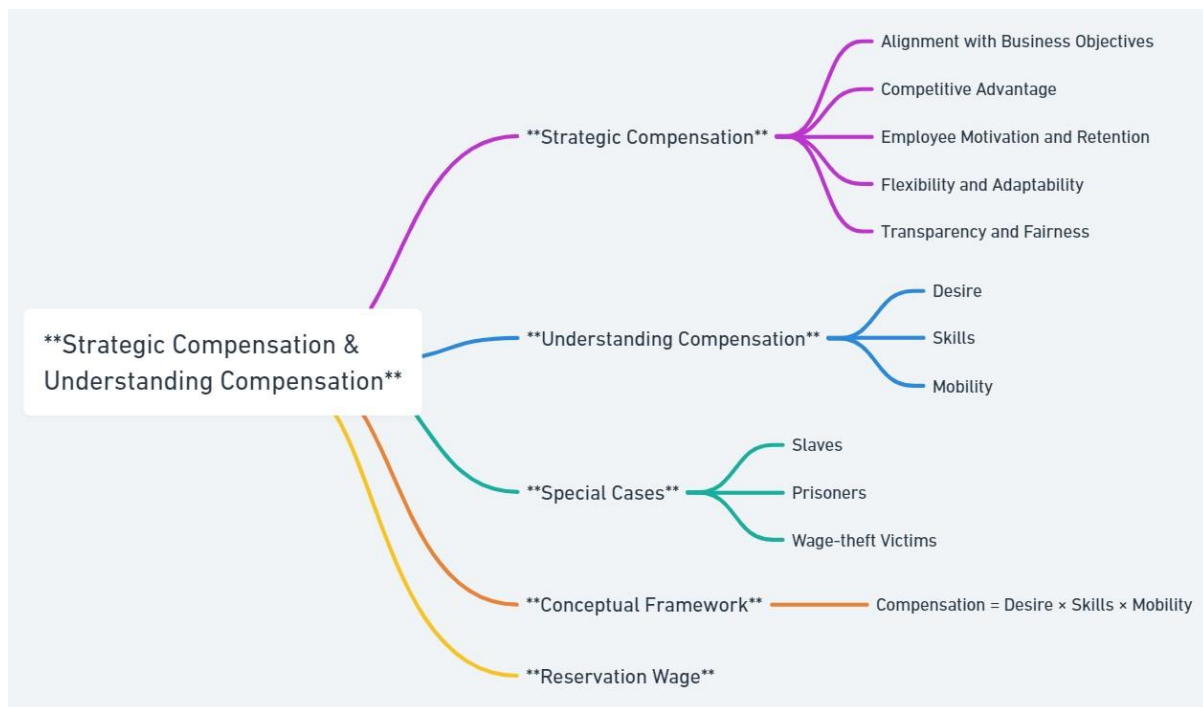 **Strategic Compensation &
Understanding Compensation**
**Strategic Compensation**
Alignment with Business Objectives
Competitive Advantage
Employee Motivation and Retention
Flexibility and Adaptability
Transparency and Fairness
**Understanding Compensation**
Desire
Skills
Mobility
**Special Cases**
Slaves
Prisoners
Wage-theft Victims
**Conceptual Framework**
Compensation = Desire × Skills × Mobility
**Reservation Wage**